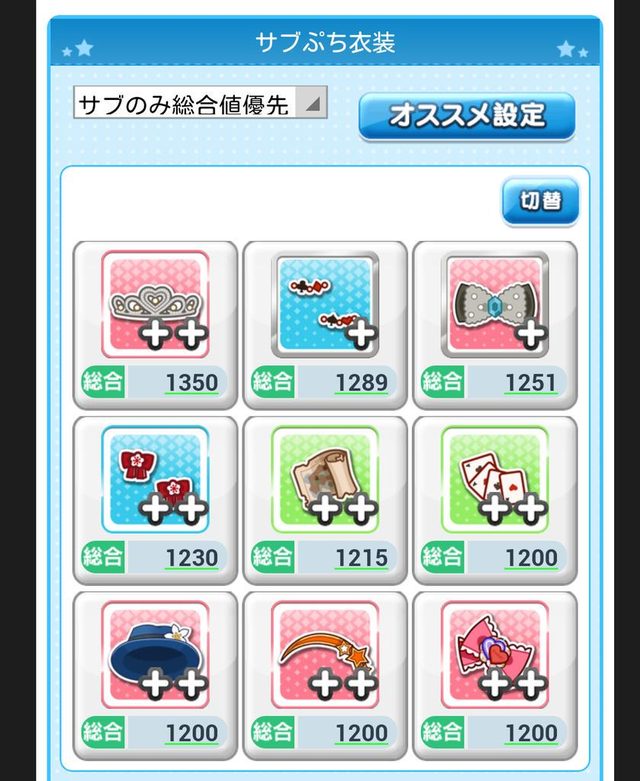 サブぷち衣装
サブのみ総合値優先
オススメ設定
切替
総合 1350
総合 1289
総合 1251
総合 1230
総合 1215
総合 1200
総合 1200
総合 1200
総合 1200